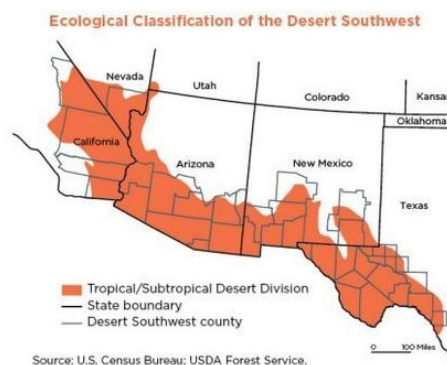 Ecological Classification of the Desert Southwest
Nevada
Utah
Colorado
Kansa
Oklahoma
California
Arizona
New Mexico
Texas
Tropical/Subtropical Desert Division
State boundary
Desert Southwest county
0 100 Miles
Source: U.S. Census Bureau; USDA Forest Service.